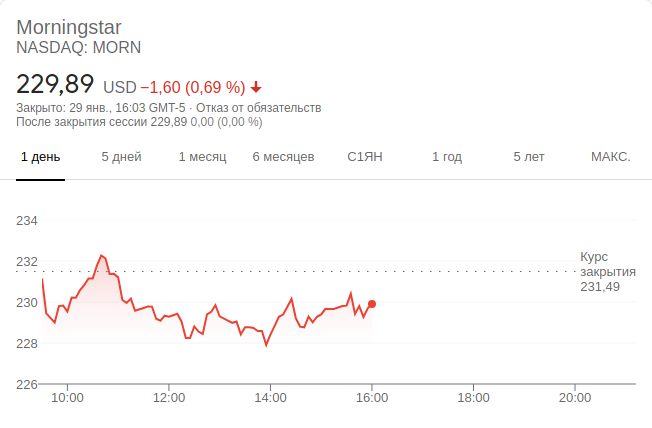 Morningstar
NASDAQ: MORN
229,89 USD −1,60 (0,69 %)
Закрыто: 29 янв., 16:03 GMT-5 · Отказ от обязательств
После закрытия сессии 229,89 0,00 (0,00 %)
1 день 5 дней 1 месяц 6 месяцев С1ЯН 1 год 5 лет МАКС.
234
232
230
228
226
Курс
закрытия
231,49
10:00 12:00 14:00 16:00 18:00 20:00